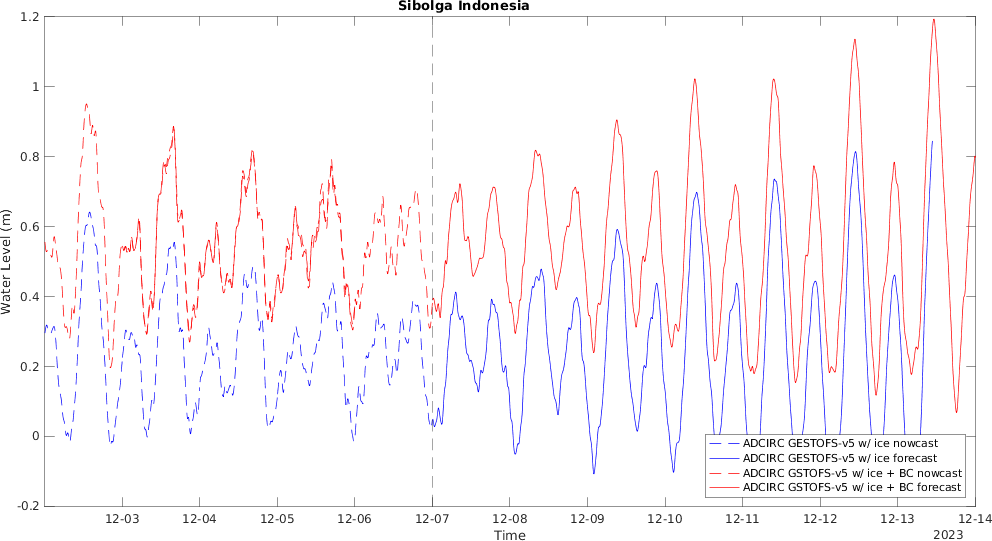 Sibolga Indonesia
Water Level (m)
1.2
1
0.8
0.6
0.4
0.2
0
-0.2
ADCIRC GESTOFS-v5 w/ ice nowcast
ADCIRC GESTOFS-v5 w/ ice forecast
ADCIRC GSTOFS-v5 w/ ice + BC nowcast
ADCIRC GSTOFS-v5 w/ ice + BC forecast
12-03 12-04 12-05 12-06 12-07 12-08 12-09 12-10 12-11 12-12 12-13 12-14
Time
2023